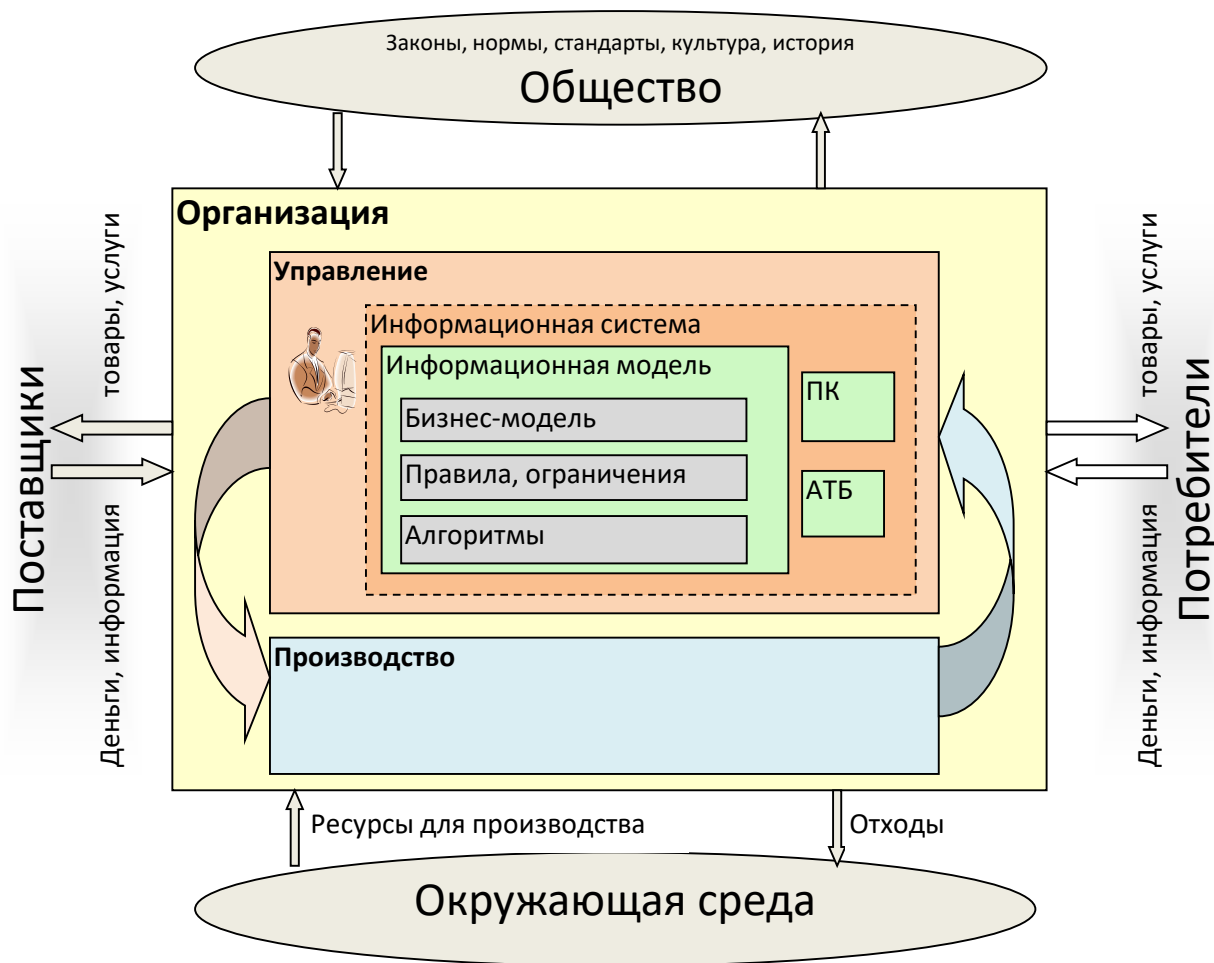 Законы, нормы, стандарты, культура, история
Общество
Организация
Управление
Информационная система
Информационная модель
Бизнес-модель
Правила, ограничения
Алгоритмы
ПК
АТБ
Производство
Поставщики
товары, услуги
Деньги, информация
товары, услуги
Деньги, информация
Потребители
Ресурсы для производства
Отходы
Окружающая среда